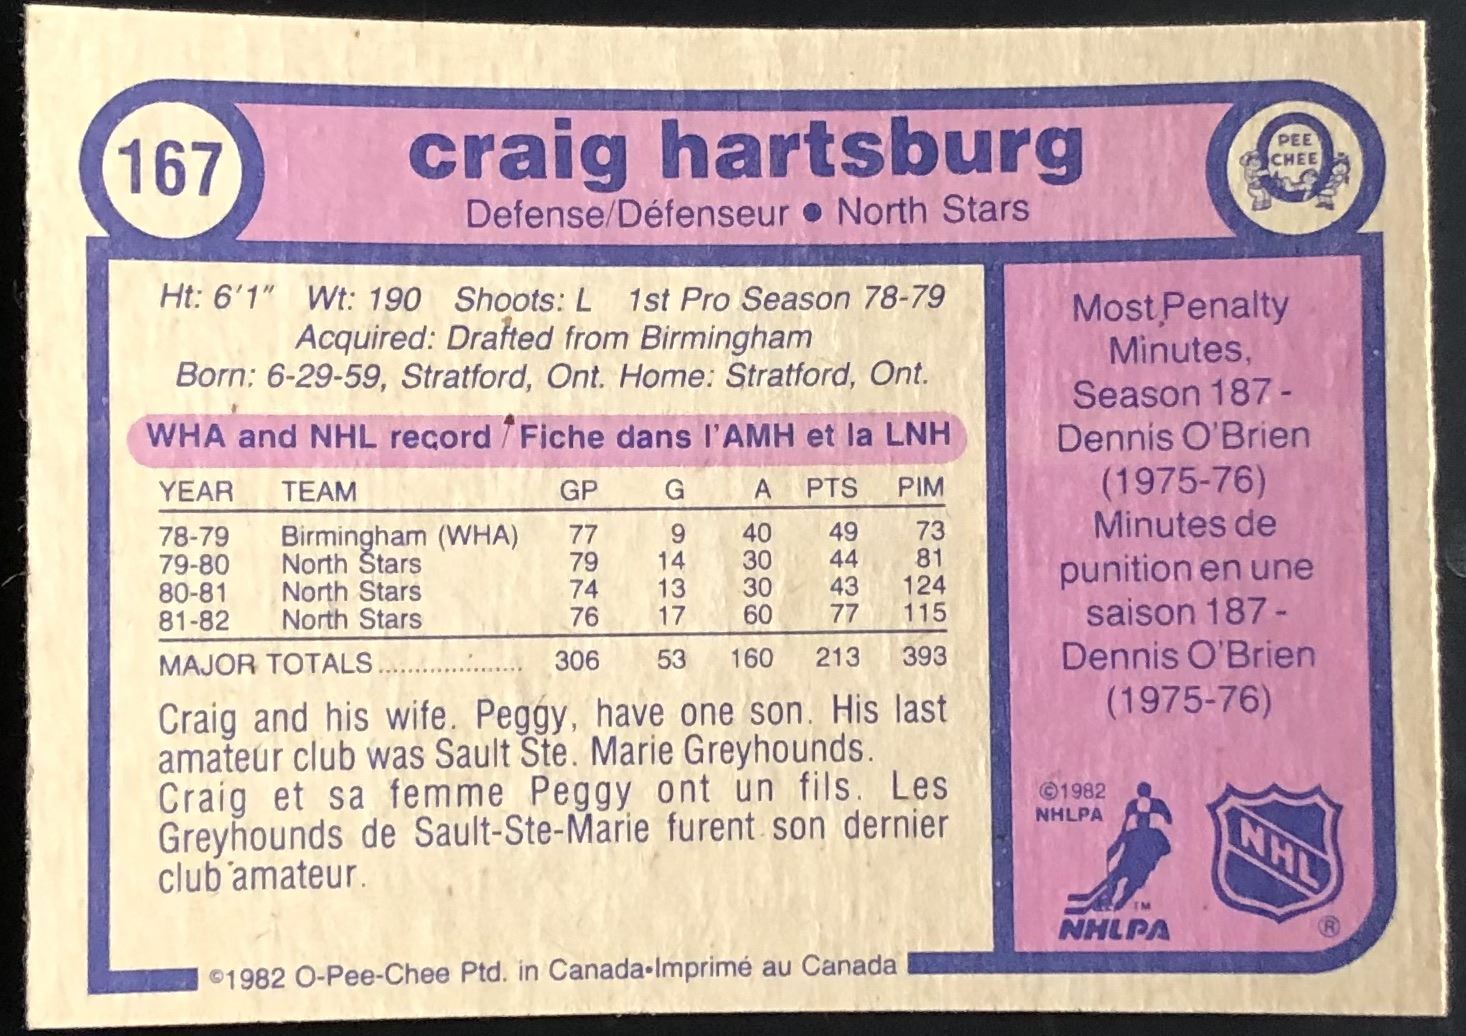 167
craig hartsburg
Defense/Défenseur • North Stars
PEE
CHEE
Ht: 6'1" Wt: 190 Shoots: L 1st Pro Season 78-79
Acquired: Drafted from Birmingham
Born: 6-29-59, Stratford, Ont. Home: Stratford, Ont.
WHA and NHL record / Fiche dans l'AMH et la LNH
YEAR TEAM GP G A PTS PIM
78-79 Birmingham (WHA) 77 9 40 49 73
79-80 North Stars 79 14 30 44 81
80-81 North Stars 74 13 30 43 124
81-82 North Stars 76 17 60 77 115
MAJOR TOTALS..................... 306 53 160 213 393
Craig and his wife. Peggy, have one son. His last
amateur club was Sault Ste. Marie Greyhounds.
Craig et sa femme Peggy ont un fils. Les
Greyhounds de Sault-Ste-Marie furent son dernier
club amateur.
Most Penalty
Minutes,
Season 187 -
Dennis O'Brien
(1975-76)
Minutes de
punition en une
saison 187 -
Dennis O'Brien
(1975-76)
©1982
NHLPA
TM
NHLPA
NHL
®
©1982 O-Pee-Chee Ptd. in Canada•Imprimé au Canada